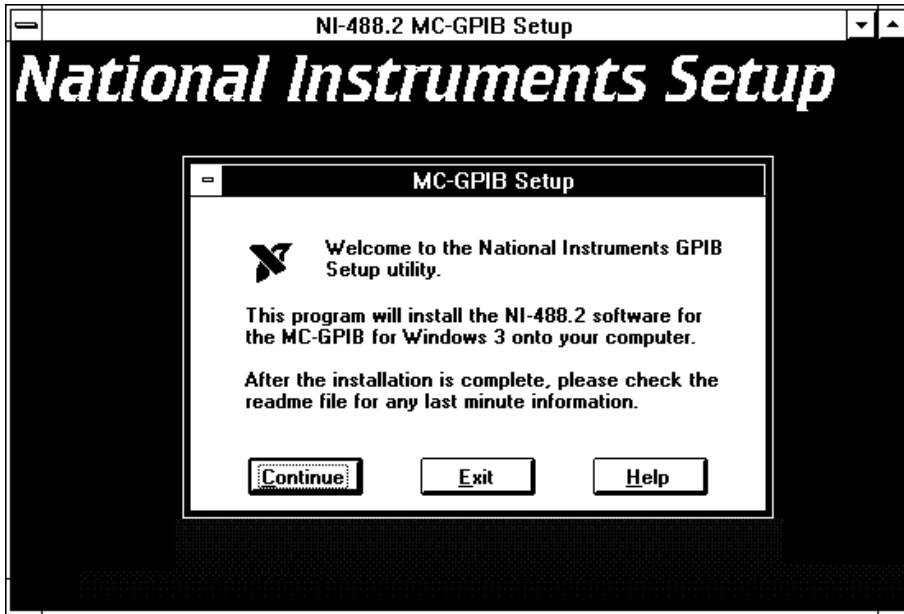 NI-488.2 MC-GPIB Setup
National Instruments Setup
MC-GPIB Setup
Welcome to the National Instruments GPIB
Setup utility.
This program will install the NI-488.2 software for
the MC-GPIB for Windows 3 onto your computer.
After the installation is complete, please check the
readme file for any last minute information.
Continue
Exit
Help